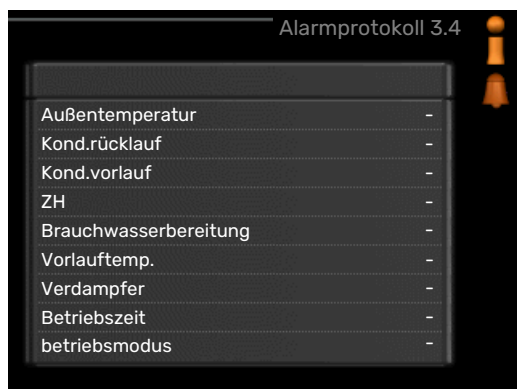 Alarmprotokoll 3.4
Außentemperatur -
Kond.rücklauf -
Kond.vorlauf -
ZH -
Brauchwasserbereitung -
Vorlauftemp. -
Verdampfer -
Betriebszeit -
betriebsmodus -